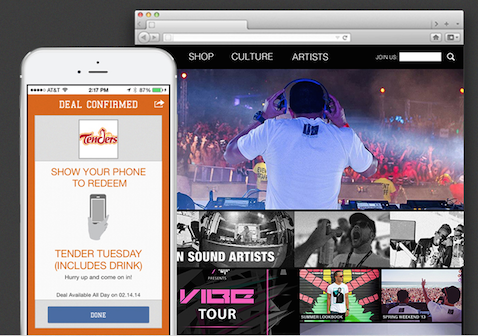 AT&T
2:17 PM
87%
DEAL CONFIRMED
Tenders
SHOW YOUR PHONE
TO REDEEM
TENDER TUESDAY
(INCLUDES DRINK)
Hurry up and come on in!
Deal Available All Day on 02.14.14
DONE
SHOP CULTURE ARTISTS
JOIN US:
N SOUND ARTISTS
PRESENTS
VIBE
TOUR
SUMMER LOOKBOOK
SPRING WEEKEND '13